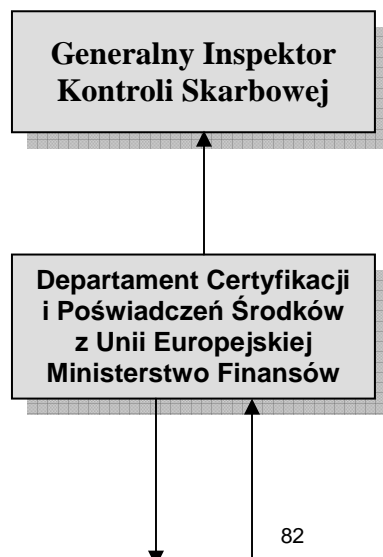 Generalny Inspektor
Kontroli Skarbowej
Departament Certyfikacji
i Poświadczeń Środków
z Unii Europejskiej
Ministerstwo Finansów
82